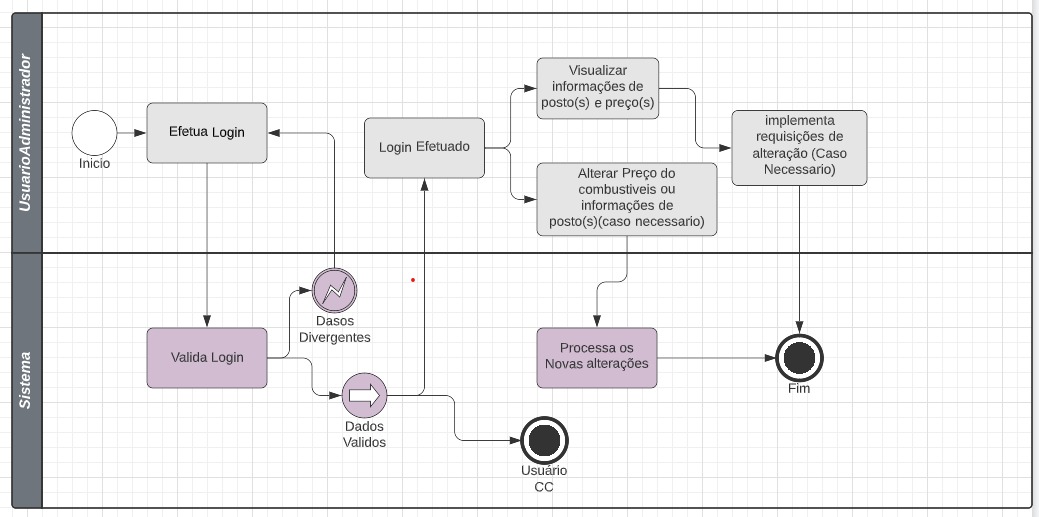 UsuarioAdministrador
Inicio
Efetua Login
Login Efetuado
Visualizar
informações de
posto(s) e preço(s)
Alterar Preço do
combustiveis ou
informações de
posto(s)(caso necessario)
implementa
requisições de
alteração (Caso
Necessario)
Sistema
Valida Login
Dasos
Divergentes
Dados
Validos
Usuário
CC
Processa os
Novas alterações
Fim